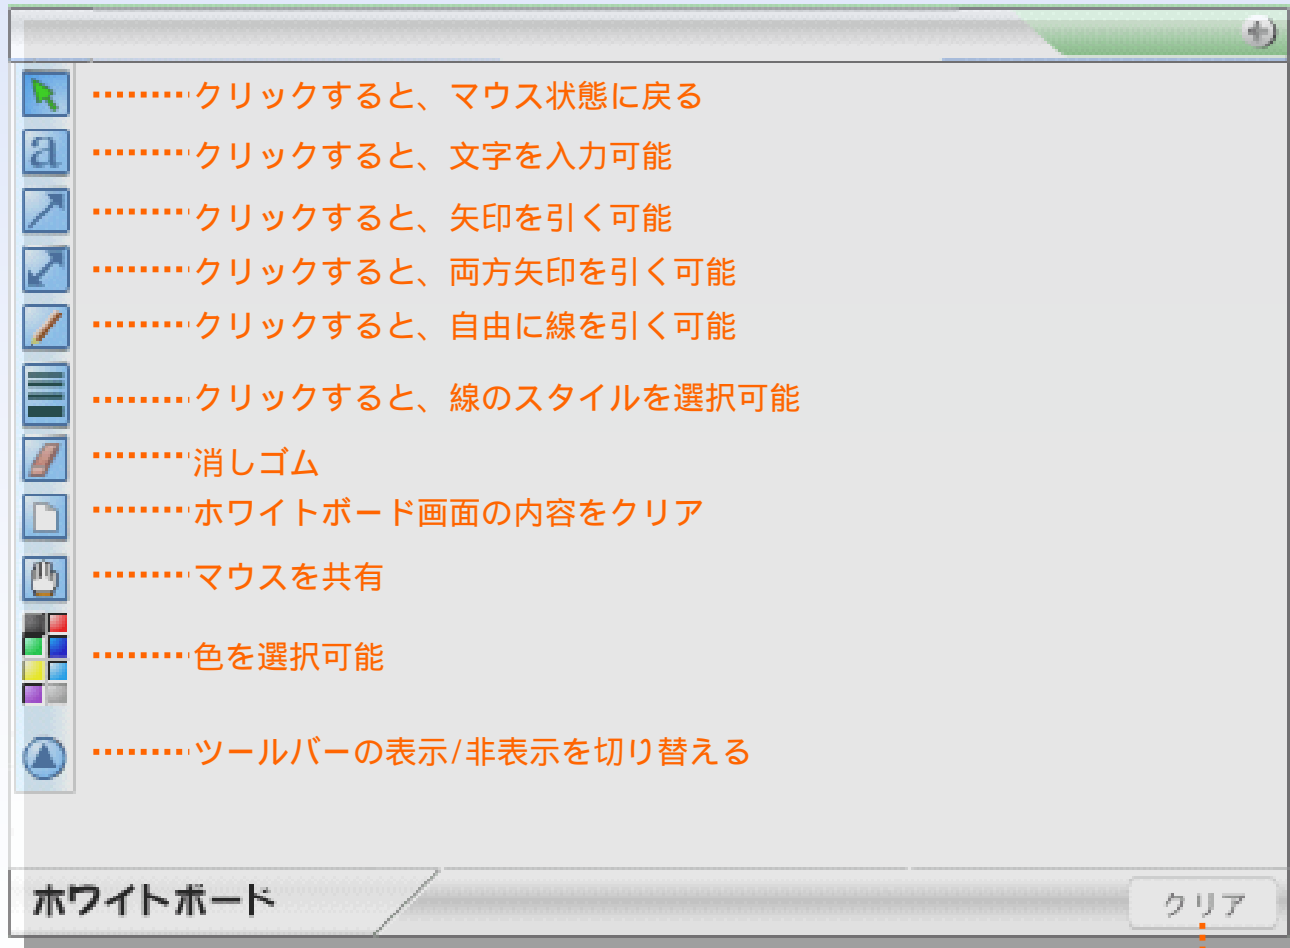 クリックすると、マウス状態に戻る
a
クリックすると、文字を入力可能
クリックすると、矢印を引く可能
クリックすると、両方矢印を引く可能
クリックすると、自由に線を引く可能
クリックすると、線のスタイルを選択可能
消しゴム
ホワイトボード画面の内容をクリア
マウスを共有
色を選択可能
ツールバーの表示/非表示を切り替える
ホワイトボード
クリア